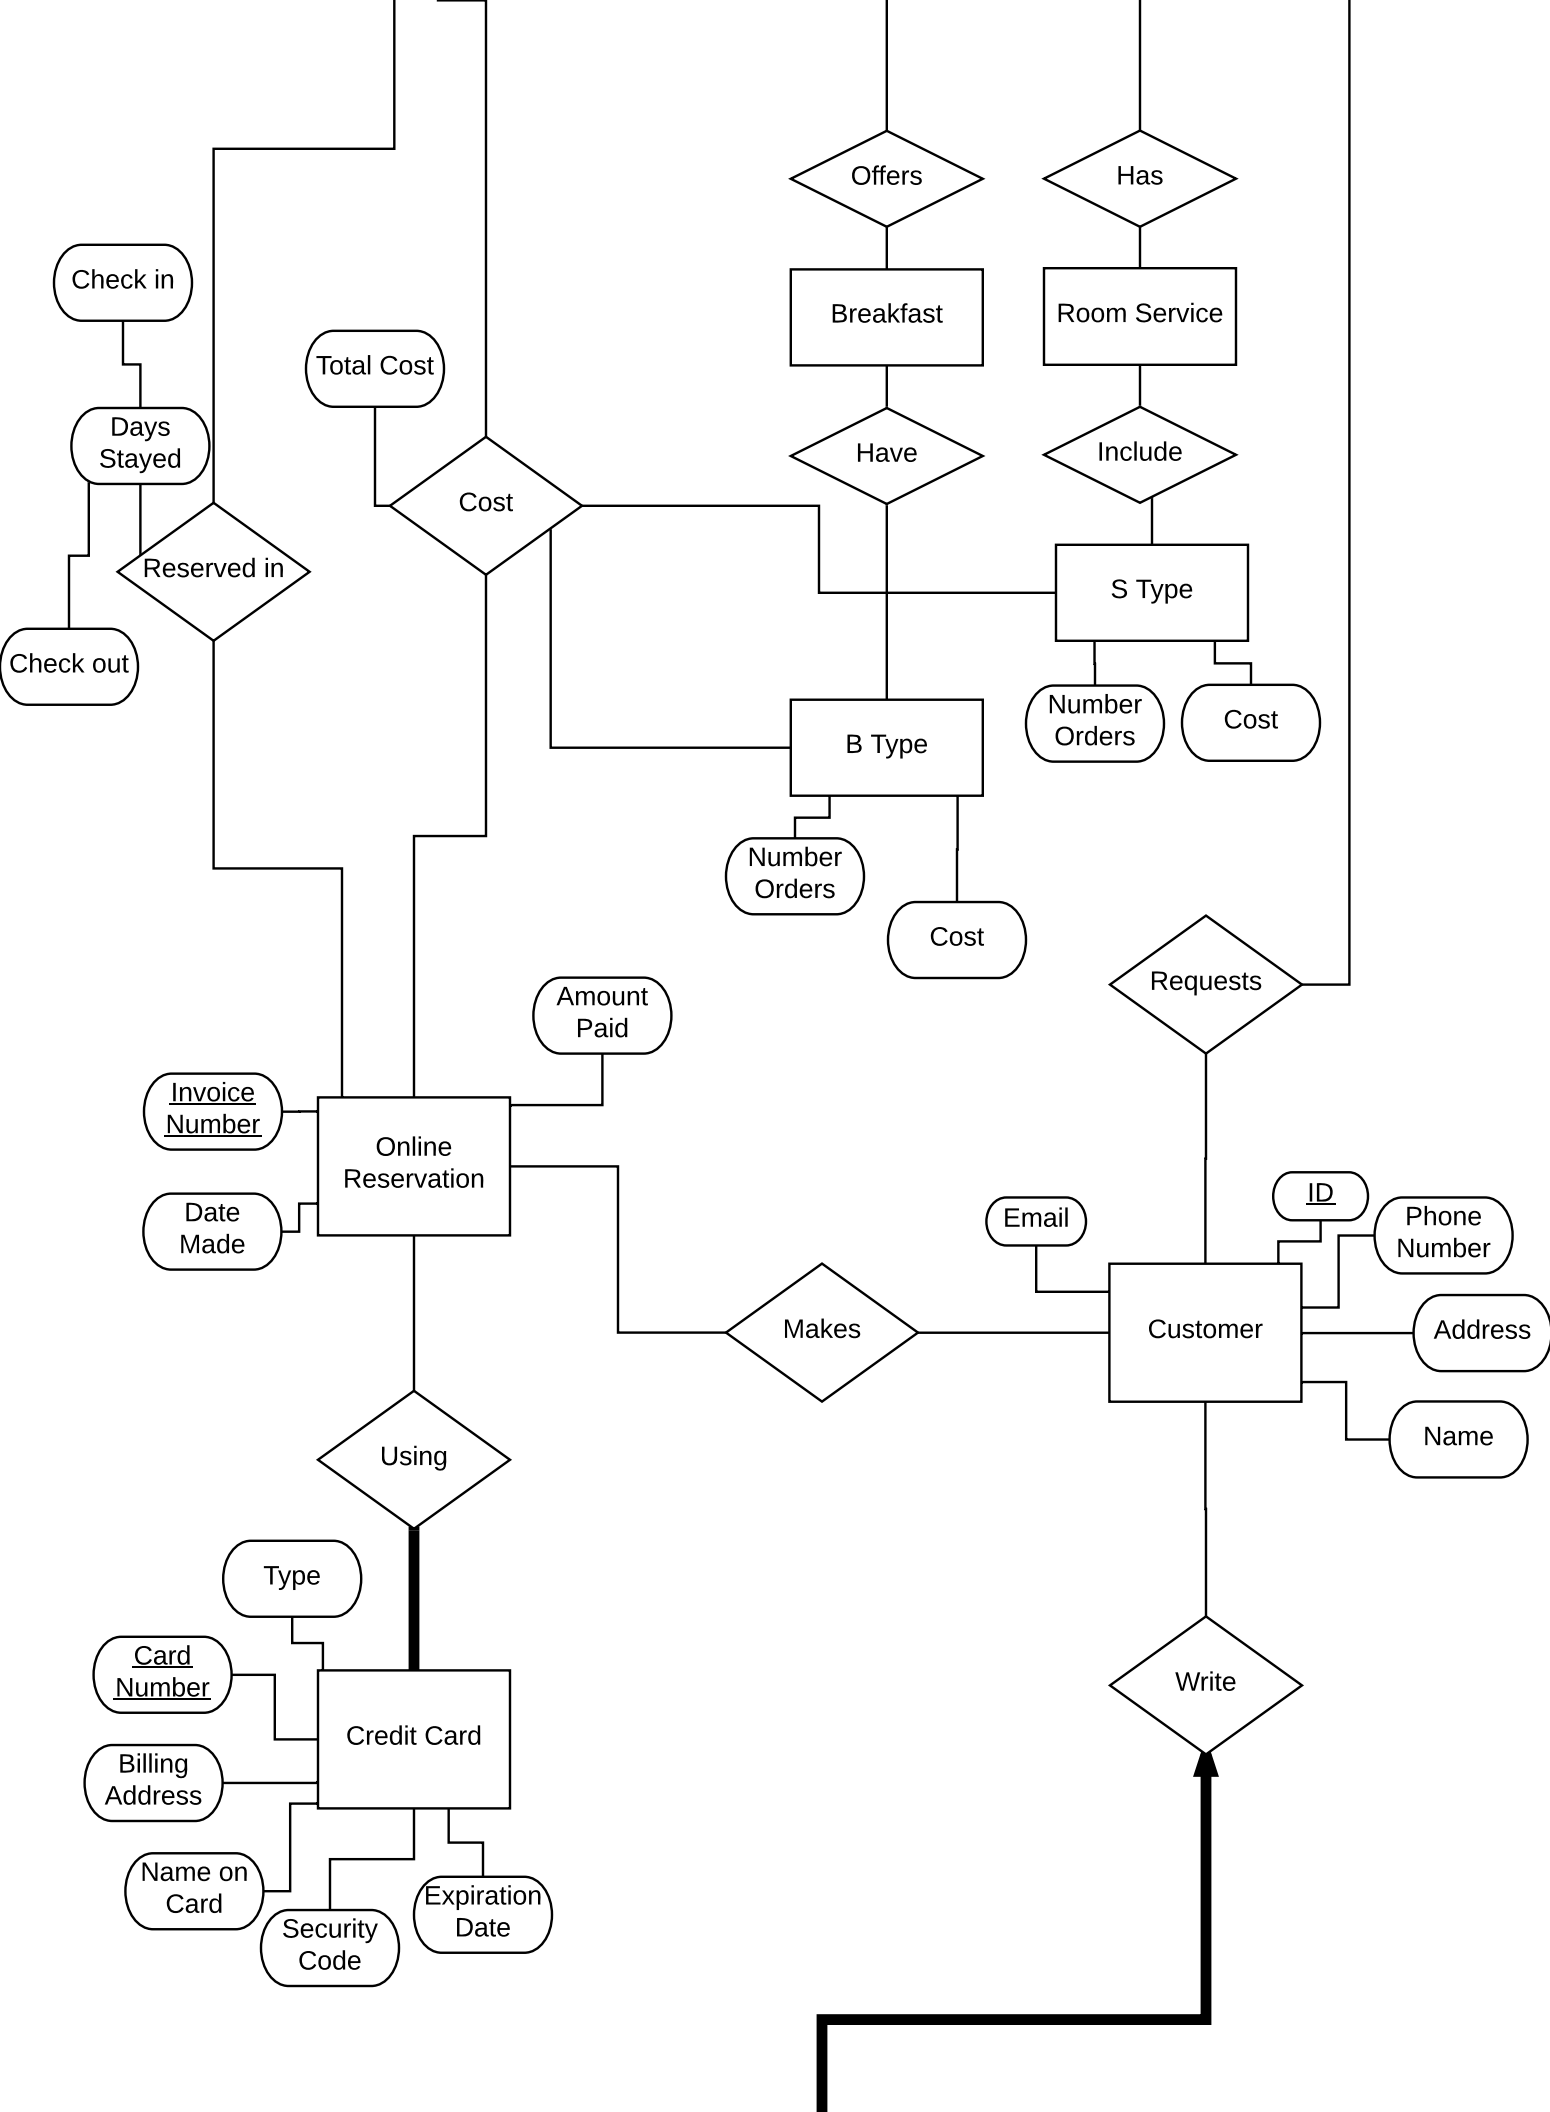 Offers
Has
Check in
Breakfast
Room Service
Total Cost
Days
Stayed
Have
Include
Cost
Reserved in
S Type
Check out
Number
Orders
Cost
B Type
Number
Orders
Cost
Requests
Amount
Paid
Invoice
Number
Online
Reservation
Date
Made
Email
ID
Phone
Number
Makes
Customer
Address
Name
Using
Type
Card
Number
Write
Credit Card
Billing
Address
Name on
Card
Expiration
Date
Security
Code